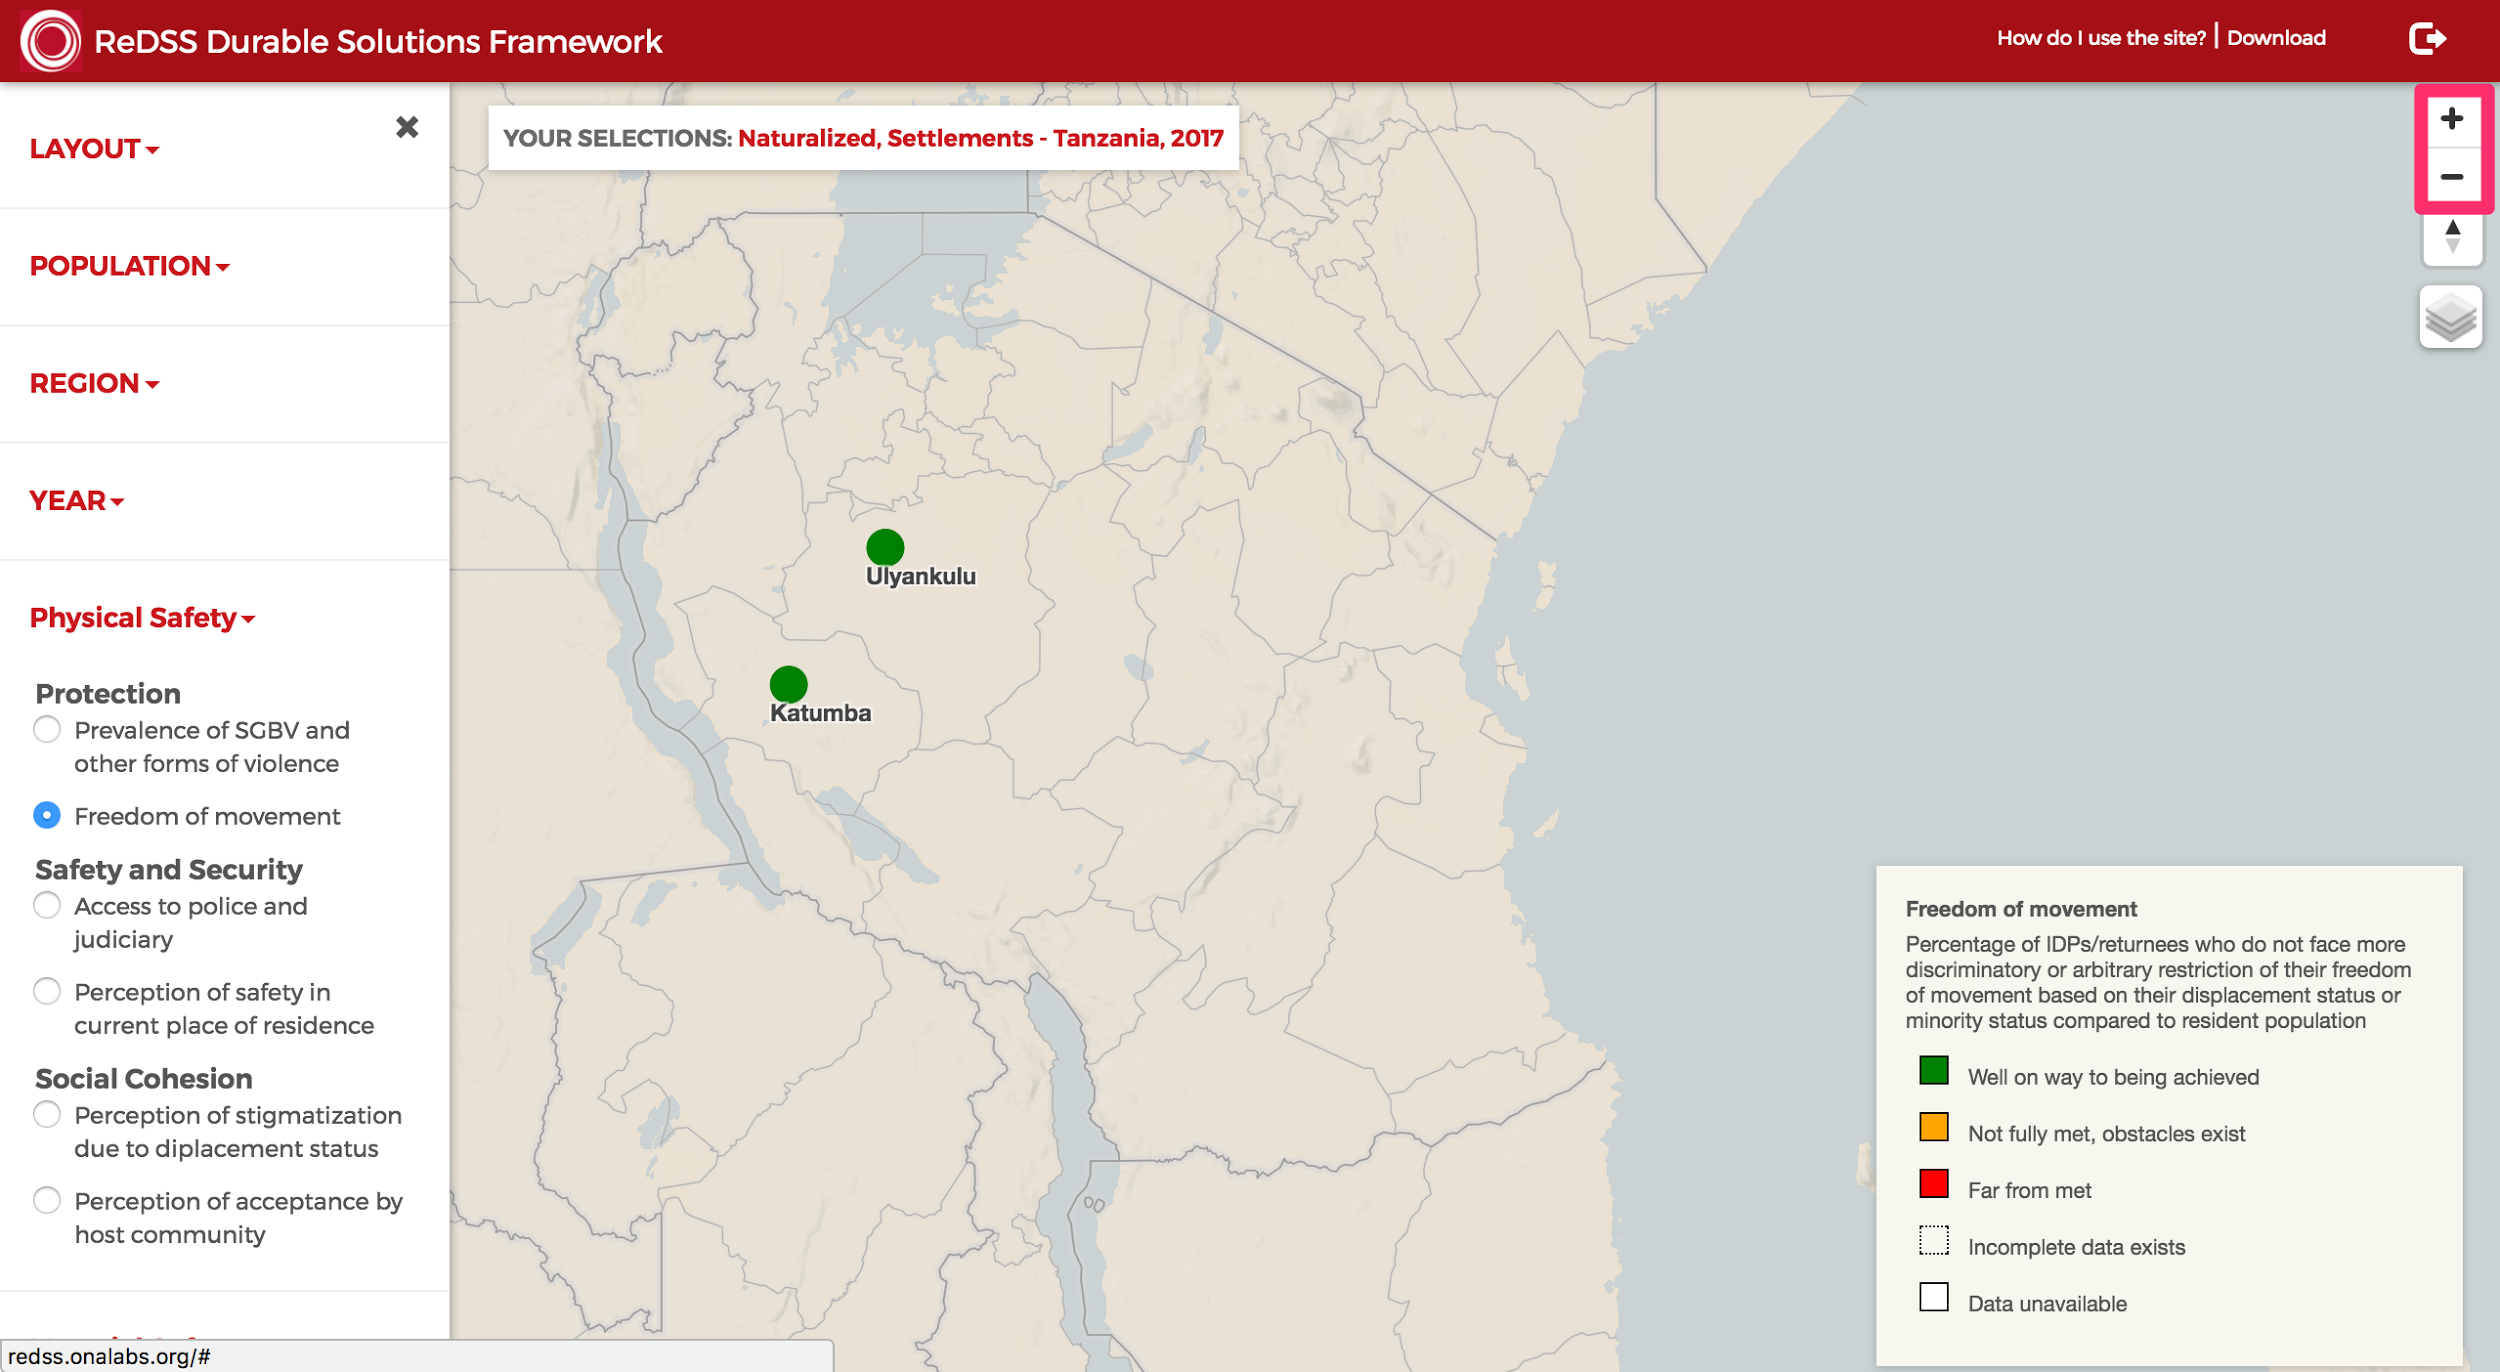 ReDSS Durable Solutions Framework
How do I use the site? | Download
LAYOUT
POPULATION
REGION
YEAR
Physical Safety
Protection
Prevalence of SGBV and
other forms of violence
Freedom of movement
Safety and Security
Access to police and
judiciary
Perception of safety in
current place of residence
Social Cohesion
Perception of stigmatization
due to diplacement status
Perception of acceptance by
host community
redss.onalabs.org/#
YOUR SELECTIONS: Naturalized, Settlements - Tanzania, 2017
Ulyankulu
Katumba
Freedom of movement
Percentage of IDPs/returnees who do not face more
discriminatory or arbitrary restriction of their freedom
of movement based on their displacement status or
minority status compared to resident population
Well on way to being achieved
Not fully met, obstacles exist
Far from met
Incomplete data exists
Data unavailable